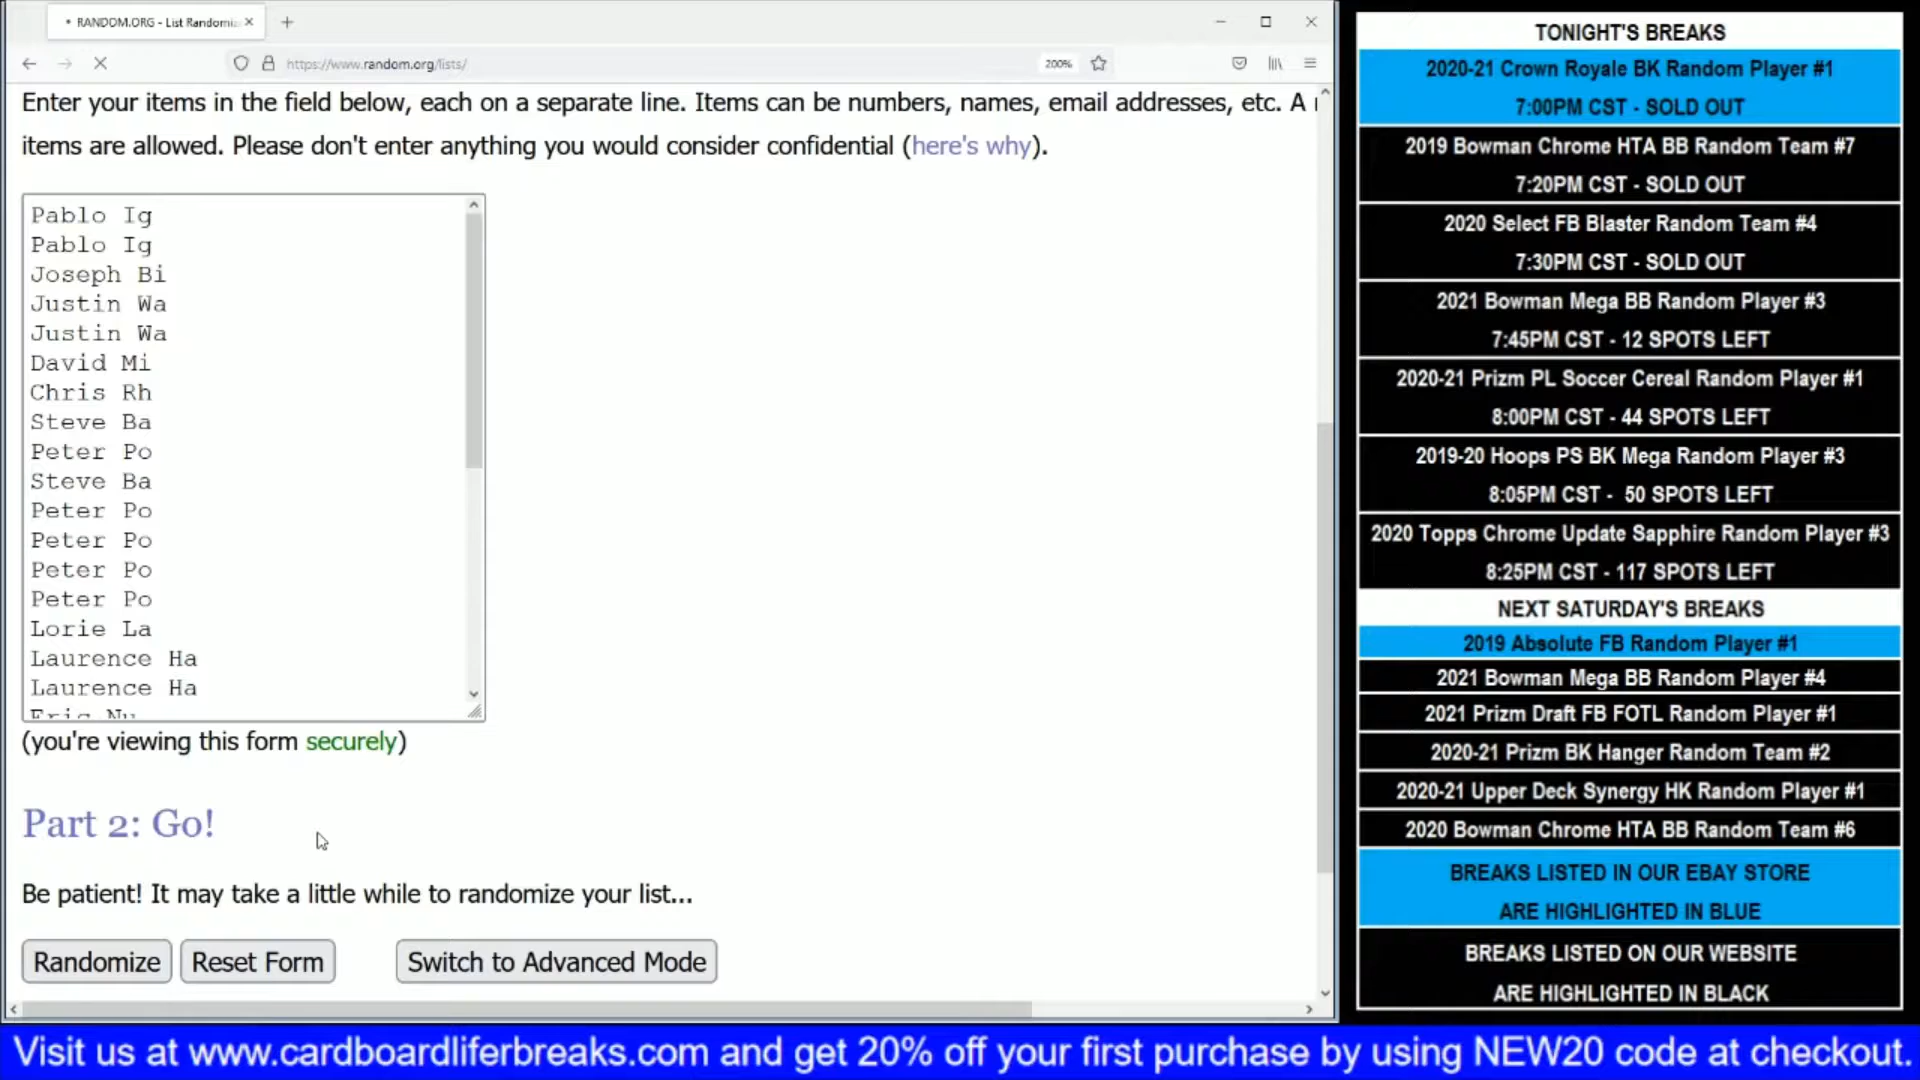 RANDOM.ORG - List Randomiz
https://www.random.org/lists/
200%
Enter your items in the field below, each on a separate line. Items can be numbers, names, email addresses, etc. A
items are allowed. Please don't enter anything you would consider confidential (here's why).
Pablo Ig
Pablo Ig
Joseph Bi
Justin Wa
Justin Wa
David Mi
Chris Rh
Steve Ba
Peter Po
Steve Ba
Peter Po
Peter Po
Peter Po
Peter Po
Lorie La
Laurence Ha
Laurence Ha
Eric Nu
(you're viewing this form securely)
Part 2: Go!
Be patient! It may take a little while to randomize your list...
Randomize
Reset Form
Switch to Advanced Mode
TONIGHT'S BREAKS
2020-21 Crown Royale BK Random Player #1
7:00PM CST - SOLD OUT
2019 Bowman Chrome HTA BB Random Team #7
7:20PM CST - SOLD OUT
2020 Select FB Blaster Random Team #4
7:30PM CST - SOLD OUT
2021 Bowman Mega BB Random Player #3
7:45PM CST - 12 SPOTS LEFT
2020-21 Prizm PL Soccer Cereal Random Player #1
8:00PM CST - 44 SPOTS LEFT
2019-20 Hoops PS BK Mega Random Player #3
8:05PM CST - 50 SPOTS LEFT
2020 Topps Chrome Update Sapphire Random Player #3
8:25PM CST - 117 SPOTS LEFT
NEXT SATURDAY'S BREAKS
2019 Absolute FB Random Player #1
2021 Bowman Mega BB Random Player #4
2021 Prizm Draft FB FOTL Random Player #1
2020-21 Prizm BK Hanger Random Team #2
2020-21 Upper Deck Synergy HK Random Player #1
2020 Bowman Chrome HTA BB Random Team #6
BREAKS LISTED IN OUR EBAY STORE
ARE HIGHLIGHTED IN BLUE
BREAKS LISTED ON OUR WEBSITE
ARE HIGHLIGHTED IN BLACK
Visit us at www.cardboardliferbreaks.com and get 20% off your first purchase by using NEW20 code at checkout.